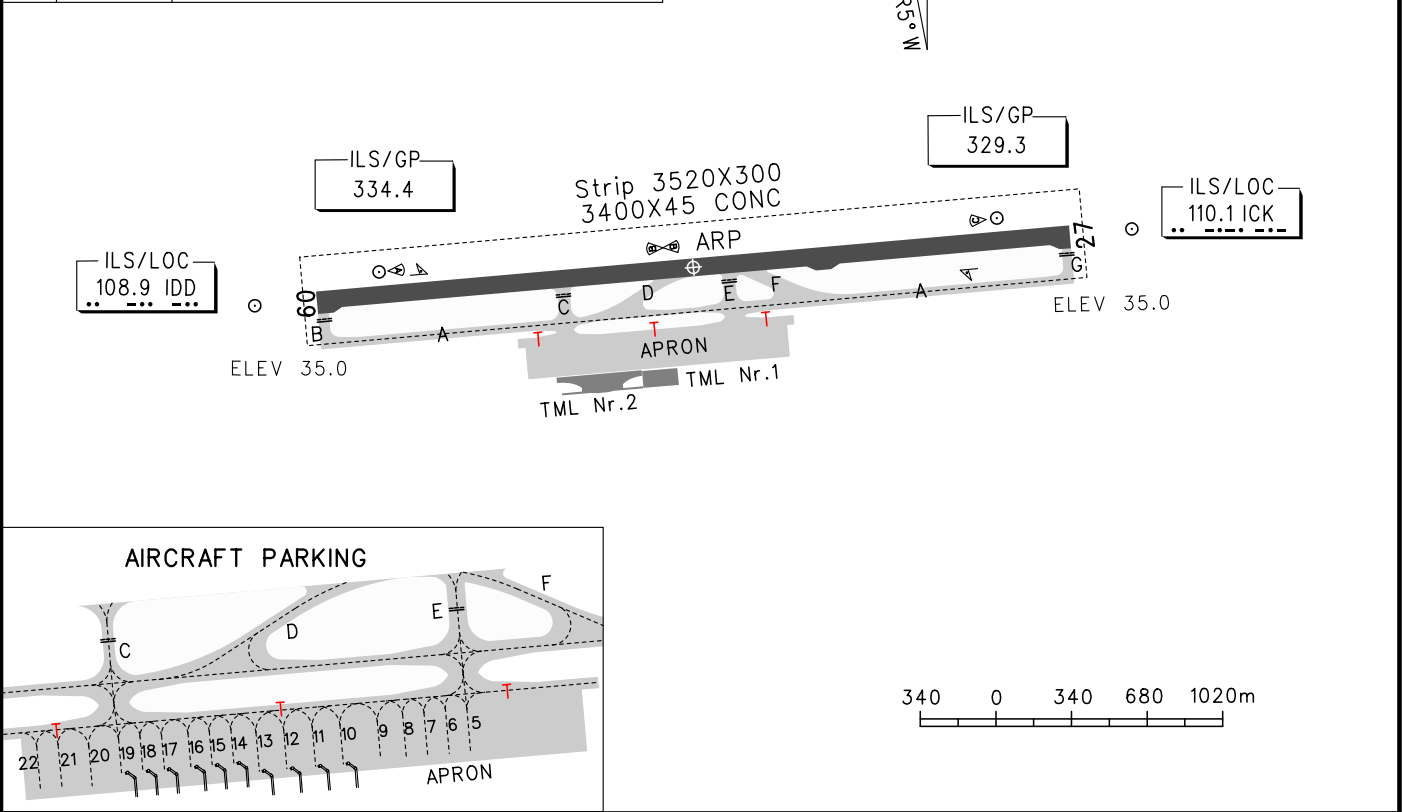 R5°W
ILS/GP
329.3
ILS/GP
334.4
Strip 3520X300
3400X45 CONC
ILS/LOC
110.1 ICK
ARP
ILS/LOC
108.9 IDD
09
27
B
A
C
D
E
F
A
G
ELEV 35.0
ELEV 35.0
APRON
TML Nr.1
TML Nr.2
AIRCRAFT PARKING
C
D
E
F
22
21
20
19
18
17
16
15
14
13
12
11
10
9
8
7
6
5
APRON
340 0 340 680 1020m